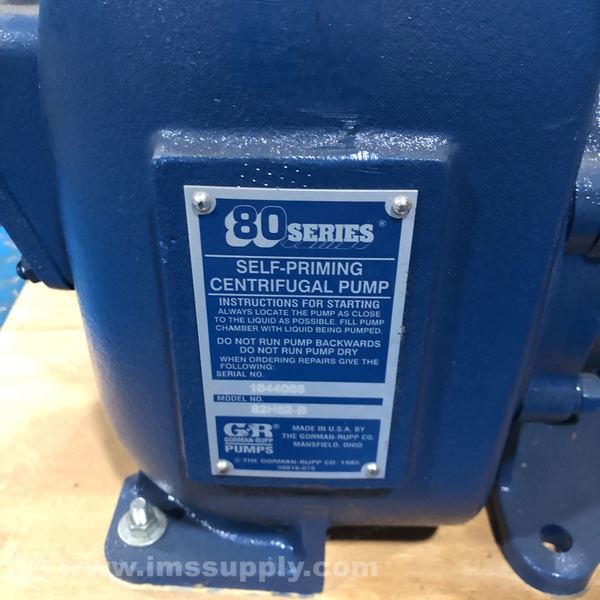 80 SERIES®
SELF-PRIMING
CENTRIFUGAL PUMP
INSTRUCTIONS FOR STARTING
ALWAYS LOCATE THE PUMP AS CLOSE
TO THE LIQUID AS POSSIBLE. FILL PUMP
CHAMBER WITH LIQUID BEING PUMPED.
DO NOT RUN PUMP BACKWARDS
DO NOT RUN PUMP DRY
WHEN ORDERING REPAIRS GIVE THE
FOLLOWING:
SERIAL NO.
MODEL NO.
82H52-B
G&R
GORMAN-RUPP
PUMPS
MADE IN U.S.A. BY
THE GORMAN-RUPP CO.
MANSFIELD, OHIO
© THE GORMAN-RUPP CO. 1985
www.imssupply.com